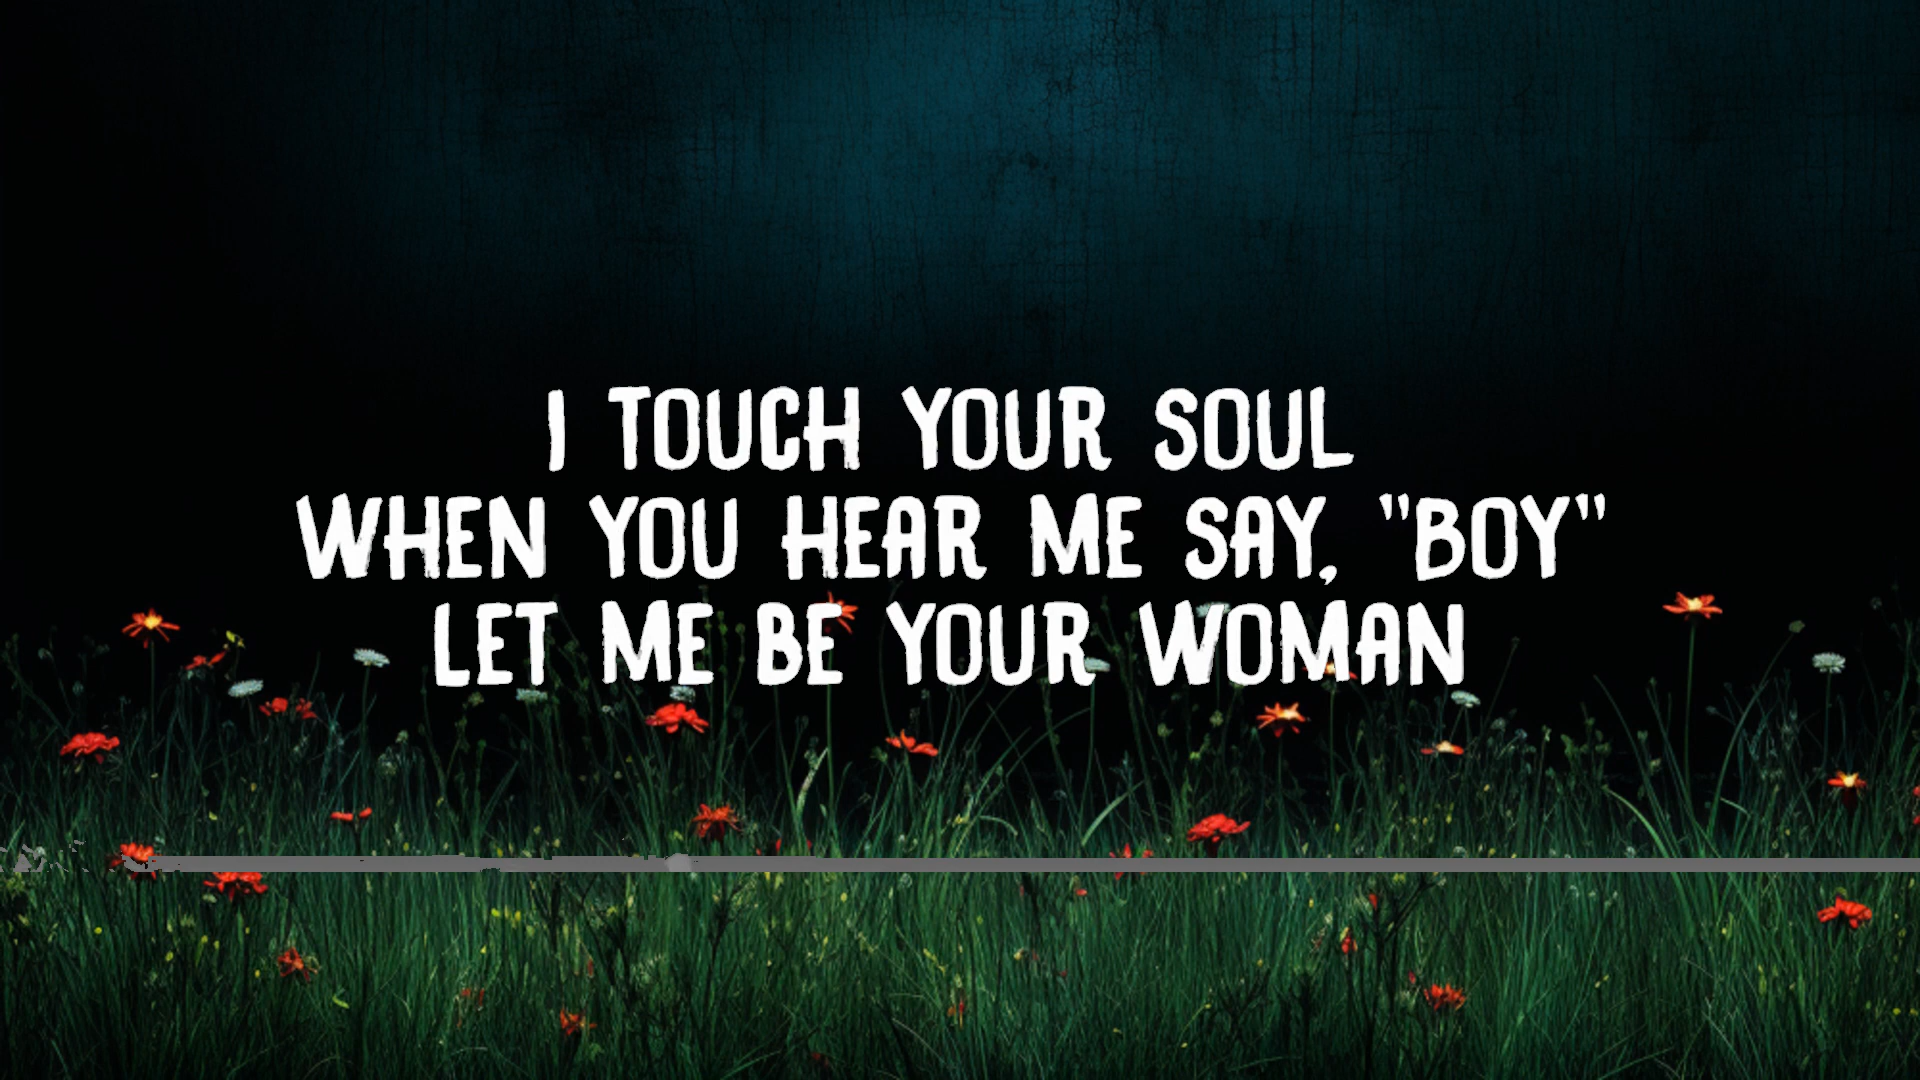 I TOUCH YOUR SOUL
WHEN YOU HEAR ME SAY, "BOY"
LET ME BE YOUR WOMAN